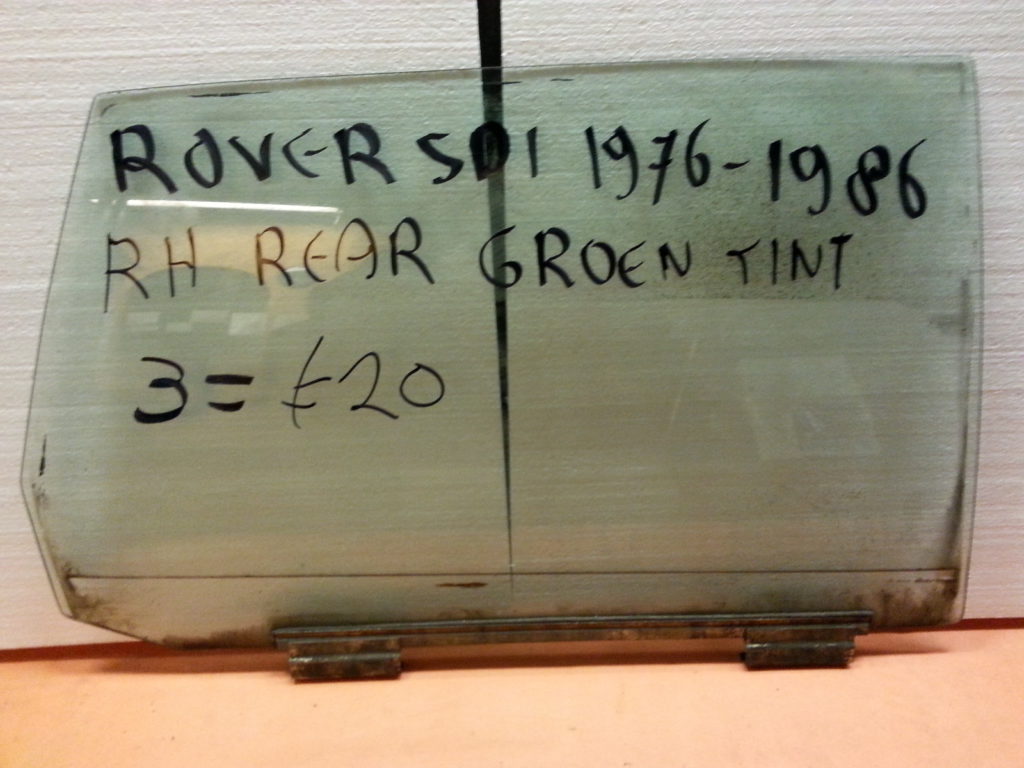 ROVER SD1 1976-1986
RH REAR GROEN TINT
3 = £20